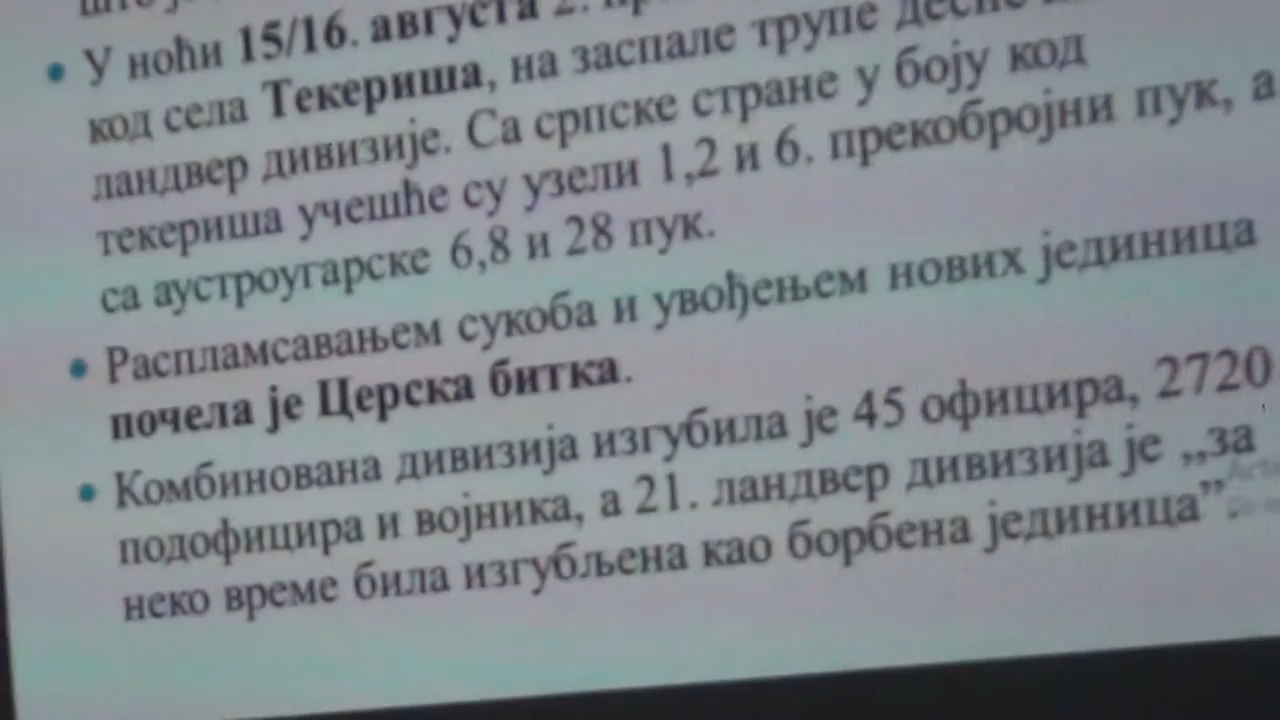 У ноћи 15/16. августа 2.
код села Текериша, на заспале трупе десне
ландвер дивизије. Са српске стране у боју код
текериша учешће су узели 1,2 и 6. прекобројни пук, а
са аустроугарске 6,8 и 28 пук.
Распламсавањем сукоба и увођењем нових јединица
почела је Церска битка.
Комбинована дивизија изгубила је 45 официра, 2720
подофицира и војника, а 21. ландвер дивизија је ,,за
неко време била изгубљена као борбена јединица”.